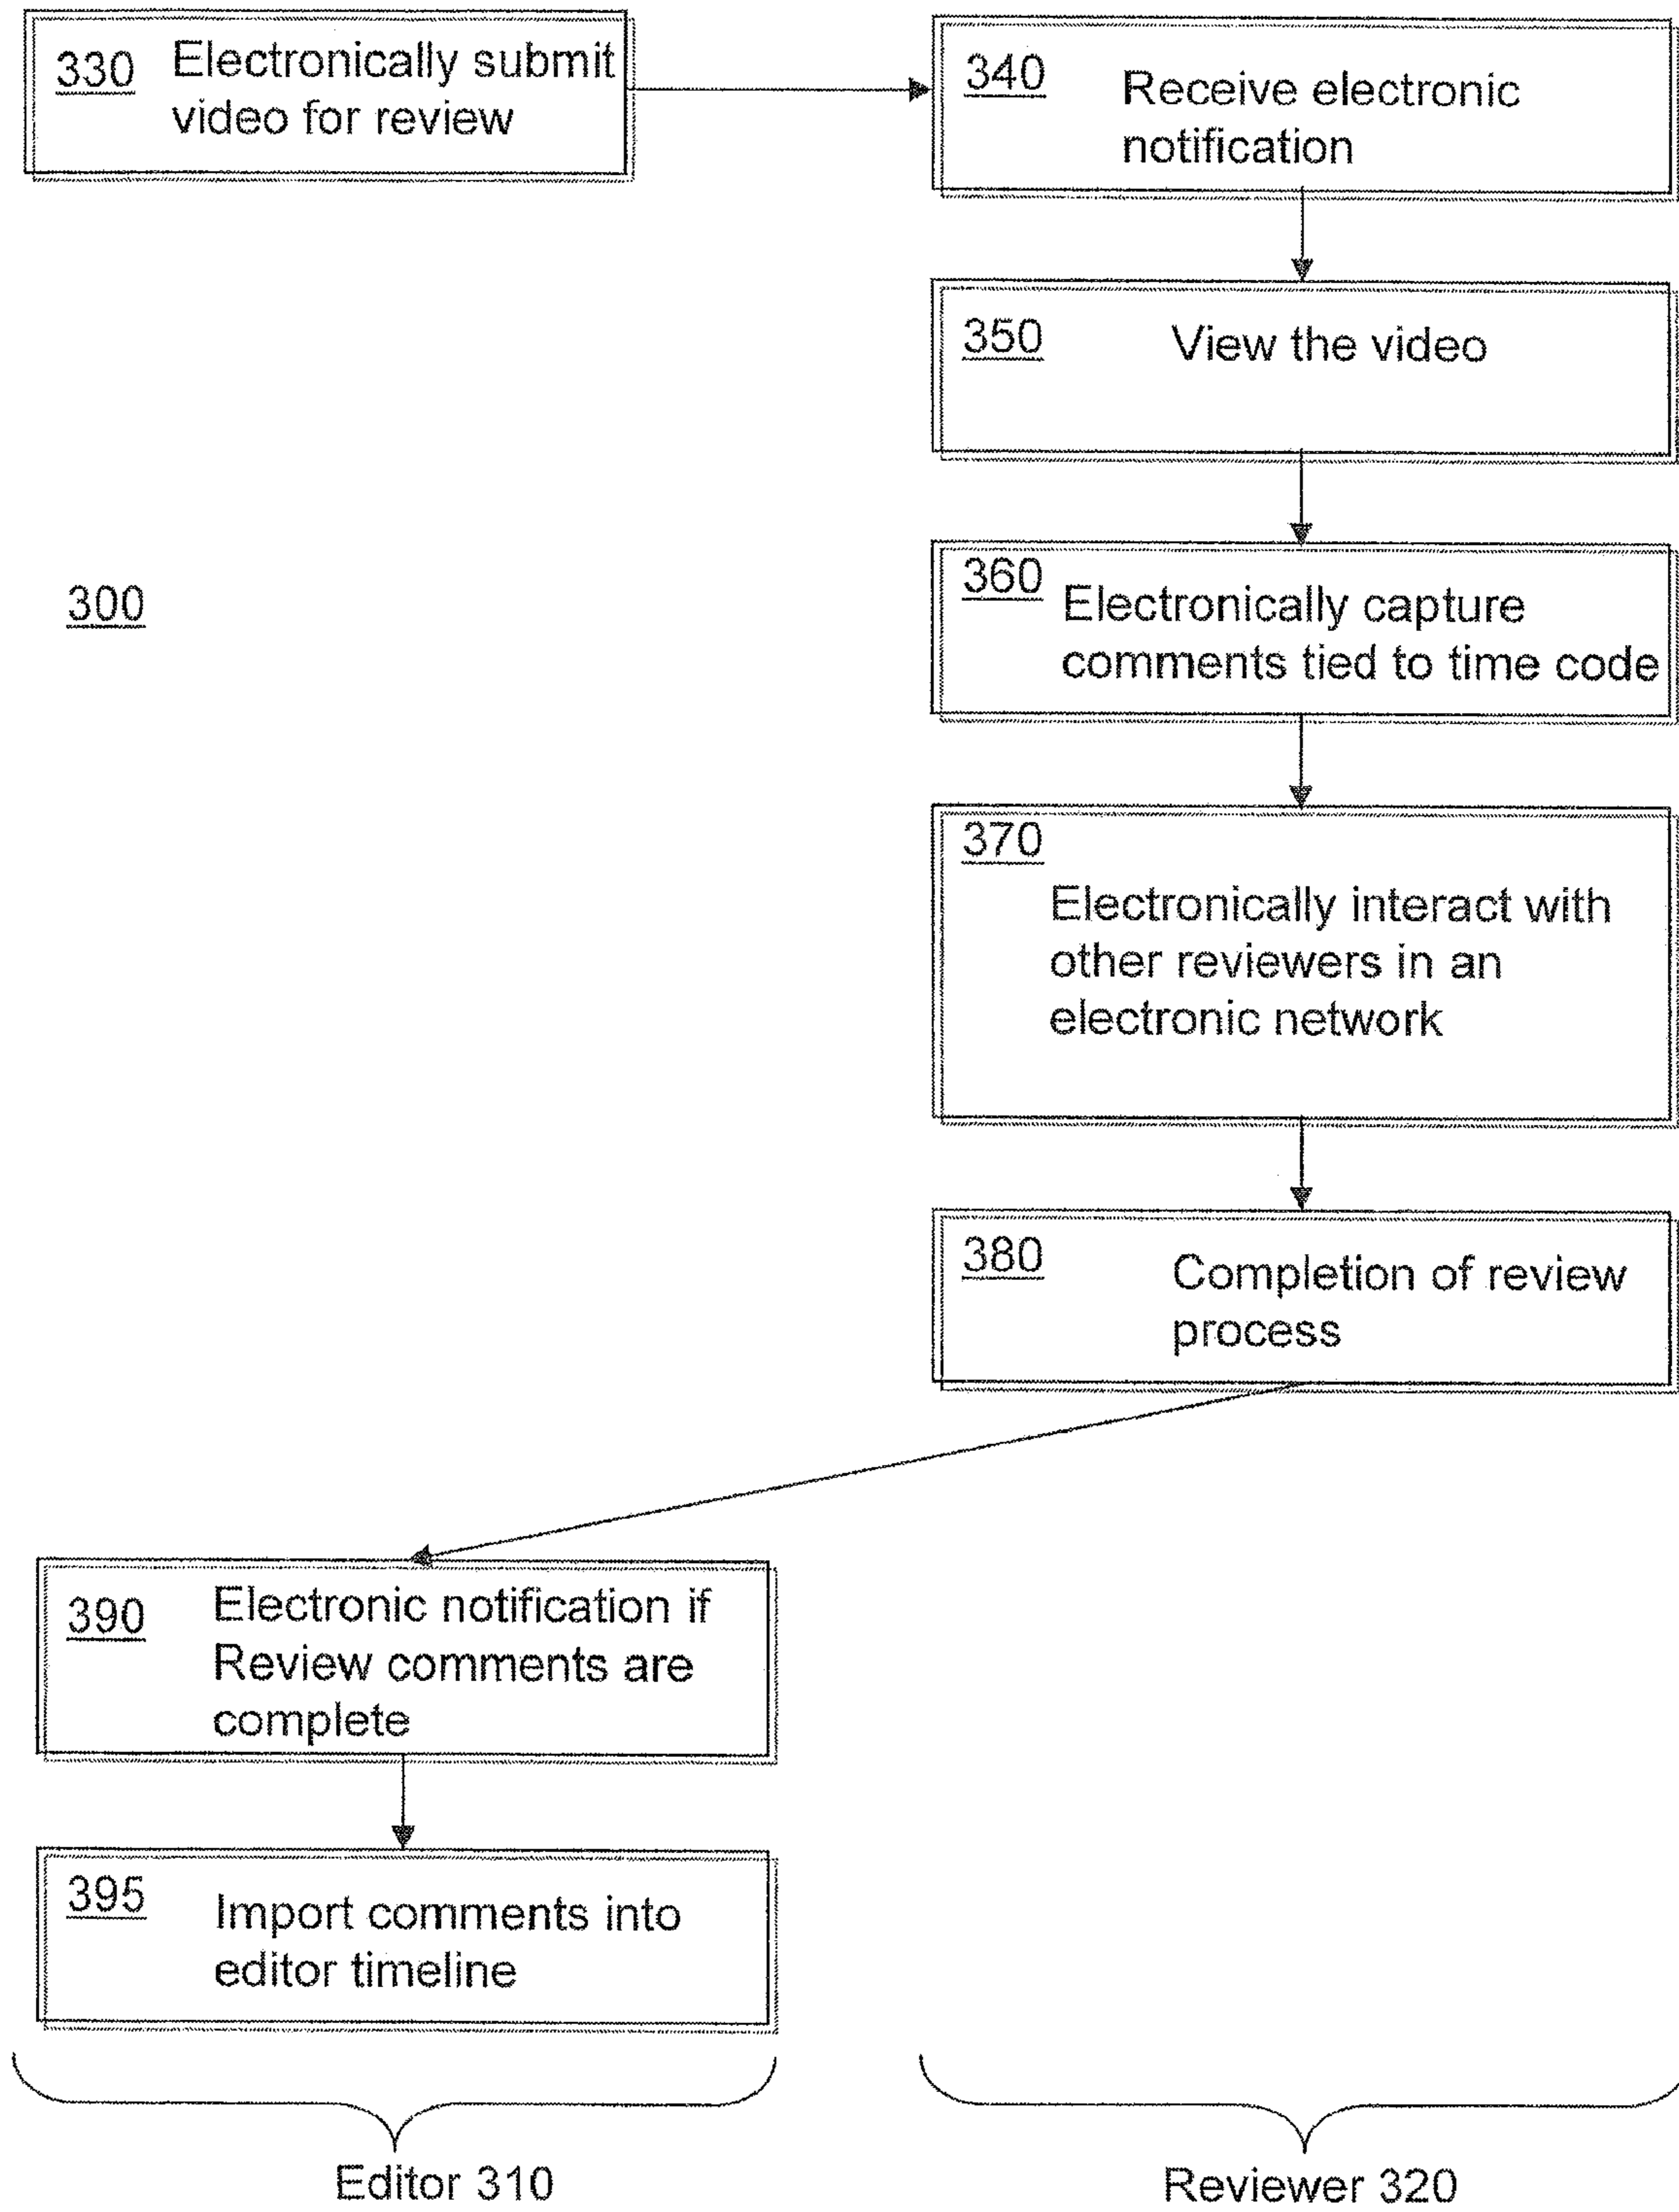 330 Electronically submit
video for review
340 Receive electronic
notification
350 View the video
300
360 Electronically capture
comments tied to time code
370
Electronically interact with
other reviewers in an
electronic network
380 Completion of review
process
390 Electronic notification if
Review comments are
complete
395 Import comments into
editor timeline
Editor 310
Reviewer 320